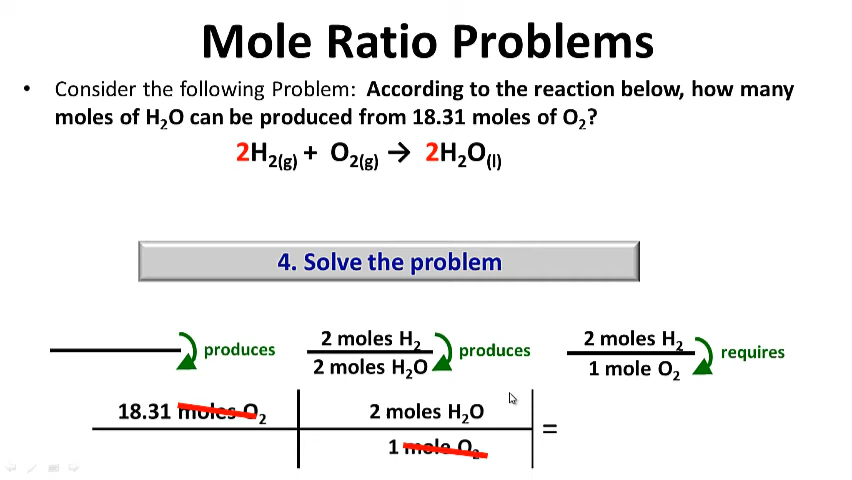 Mole Ratio Problems
• Consider the following Problem: According to the reaction below, how many
moles of H₂O can be produced from 18.31 moles of O₂?
2H₂(g) + O₂(g) → 2H₂O(l)
4. Solve the problem
produces 2 moles H₂ produces 2 moles H₂ requires
2 moles H₂O 1 mole O₂
18.31 moles O₂ 2 moles H₂O =
1 mole O₂